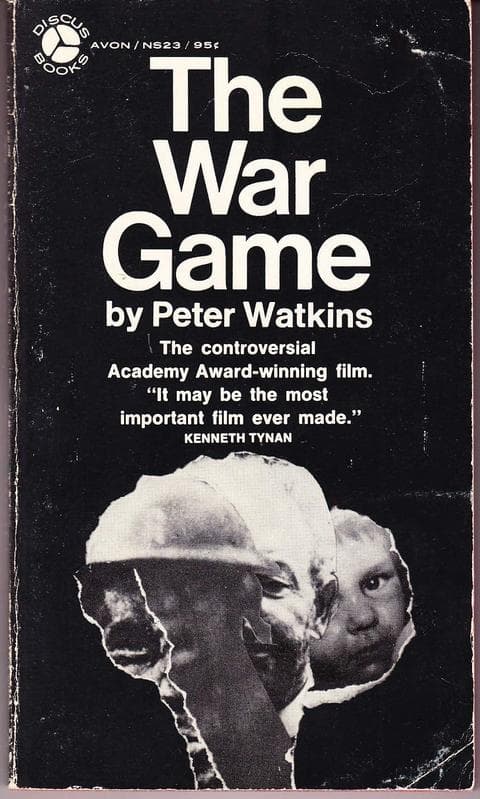 DISCUS
BOOKS
AVON / NS23 / 95¢
The
War
Game
by Peter Watkins
The controversial
Academy Award-winning film.
“It may be the most
important film ever made.”
KENNETH TYNAN